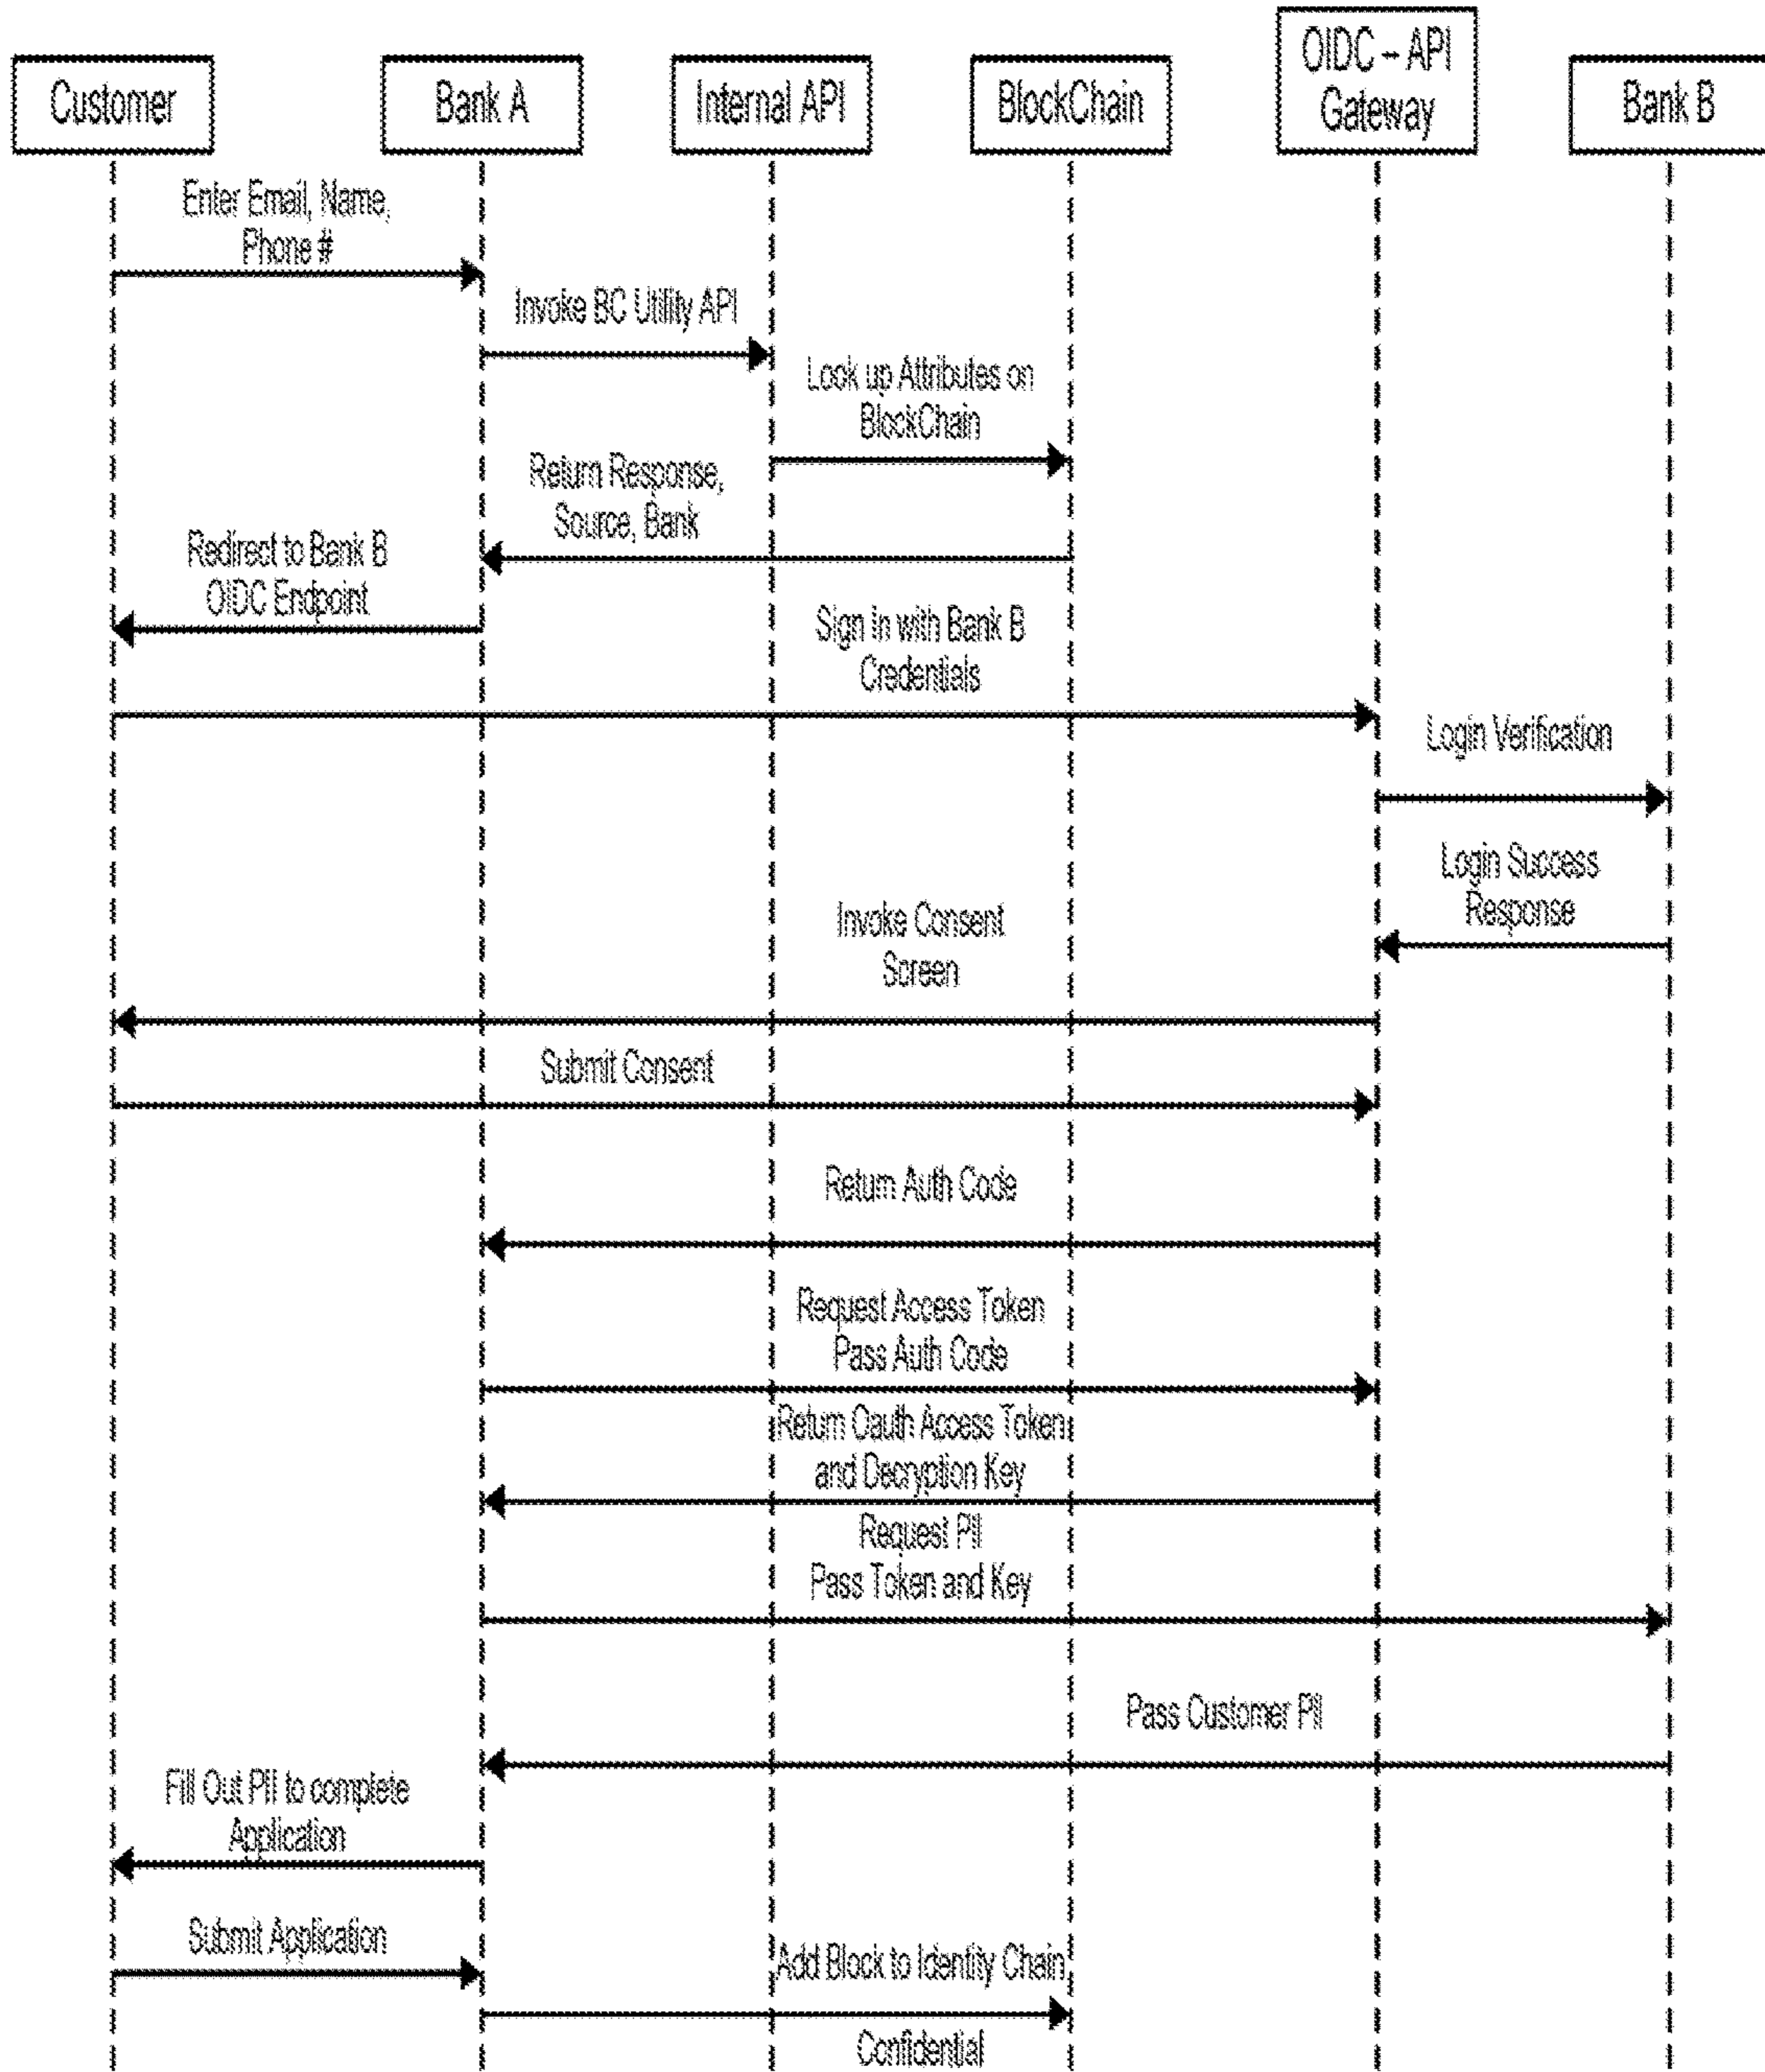 Customer
Bank A
Internal API
BlockChain
OIDC – API
Gateway
Bank B
Enter Email, Name,
Phone #
Invoke BC Utility API
Look up Attributes on
BlockChain
Return Response,
Source, Bank
Redirect to Bank B
OIDC Endpoint
Sign In with Bank B
Credentials
Login Verification
Login Success
Response
Invoke Consent
Screen
Submit Consent
Return Auth Code
Request Access Token
Pass Auth Code
Return Oauth Access Token
and Decryption Key
Request PII
Pass Token and Key
Pass Customer PII
Fill Out PII to complete
Application
Submit Application
Add Block to Identity Chain
Confidential